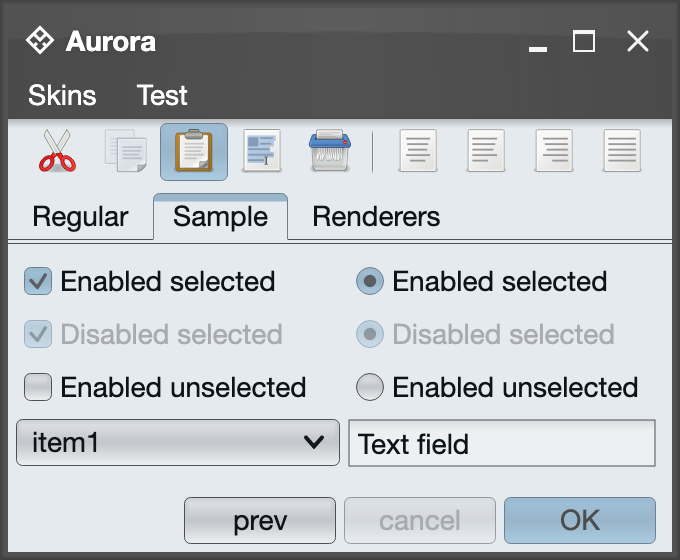 Aurora
Skins Test
Regular Sample Renderers
Enabled selected Enabled selected
Disabled selected Disabled selected
Enabled unselected Enabled unselected
item1 Text field
prev cancel OK